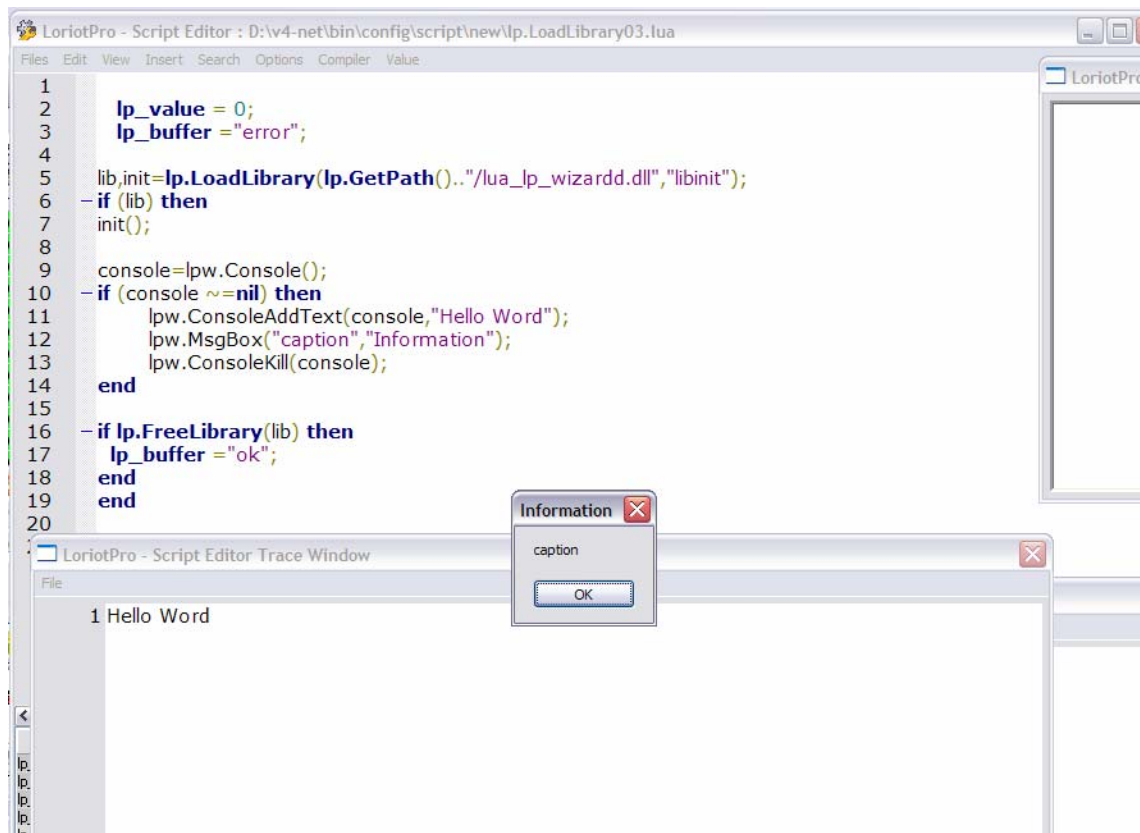 LoriotPro - Script Editor : D:\v4-net\bin\config\script\new\lp.LoadLibrary03.lua
Files Edit View Insert Search Options Compiler Value
LoriotPro
1
2 lp_value = 0;
3 lp_buffer ="error";
4
5 lib,init=lp.LoadLibrary(lp.GetPath().."/lua_lp_wizardd.dll","libinit");
6 if (lib) then
7 init();
8
9 console=lpw.Console();
10 if (console ~=nil) then
11 lpw.ConsoleAddText(console,"Hello Word");
12 lpw.MsgBox("caption","Information");
13 lpw.ConsoleKill(console);
14 end
15
16 if lp.FreeLibrary(lib) then
17 lp_buffer ="ok";
18 end
19 end
20
Information
caption
OK
LoriotPro - Script Editor Trace Window
File
1 Hello Word
lp_
lp_
lp_
lp_